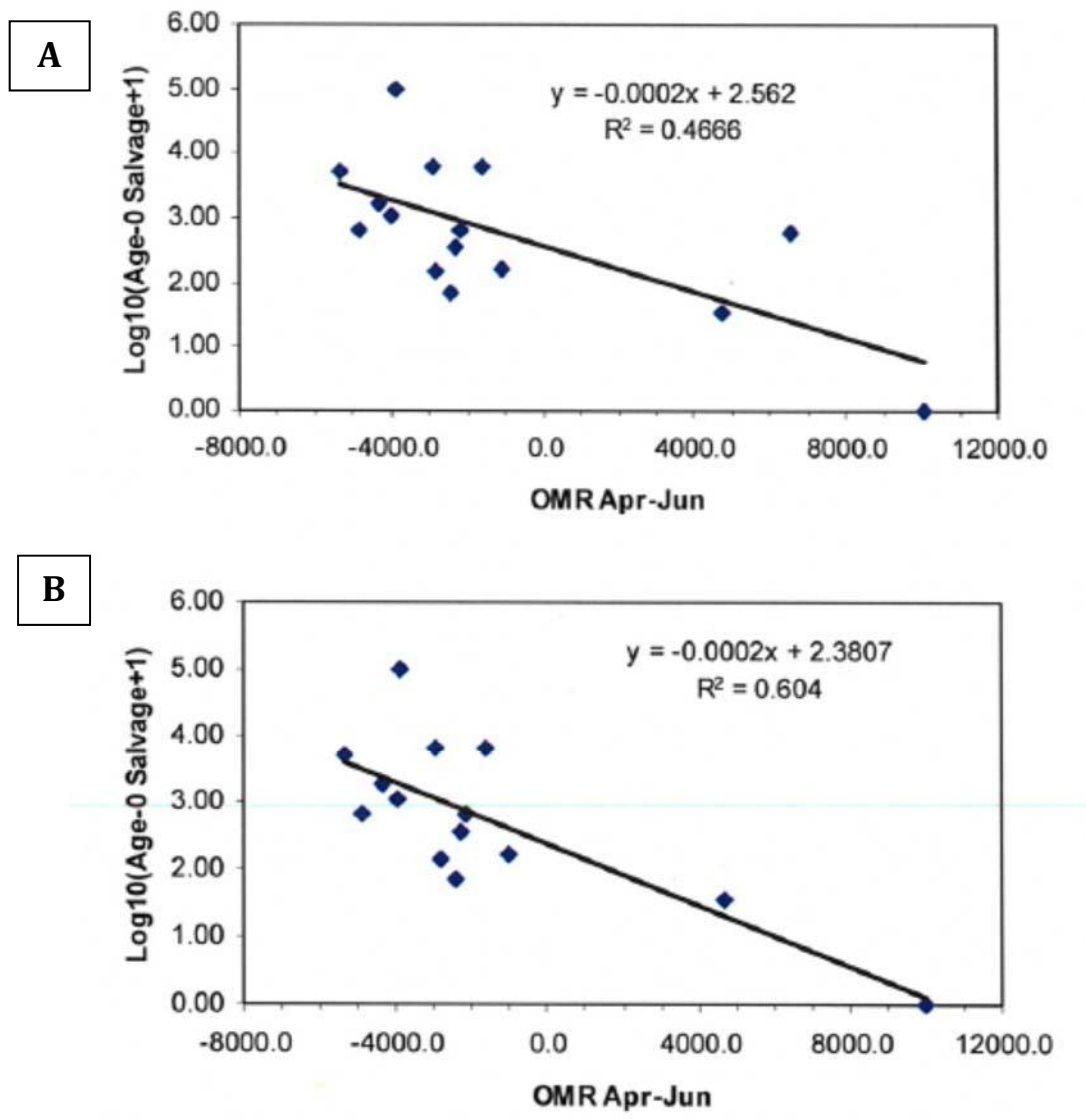 A
6.00
5.00
4.00
3.00
2.00
1.00
0.00
Log10(Age-0 Salvage+1)
y = -0.0002x + 2.562
R² = 0.4666
-8000.0 -4000.0 0.0 4000.0 8000.0 12000.0
OMR Apr-Jun
B
6.00
5.00
4.00
3.00
2.00
1.00
0.00
Log10(Age-0 Salvage+1)
y = -0.0002x + 2.3807
R² = 0.604
-8000.0 -4000.0 0.0 4000.0 8000.0 12000.0
OMR Apr-Jun